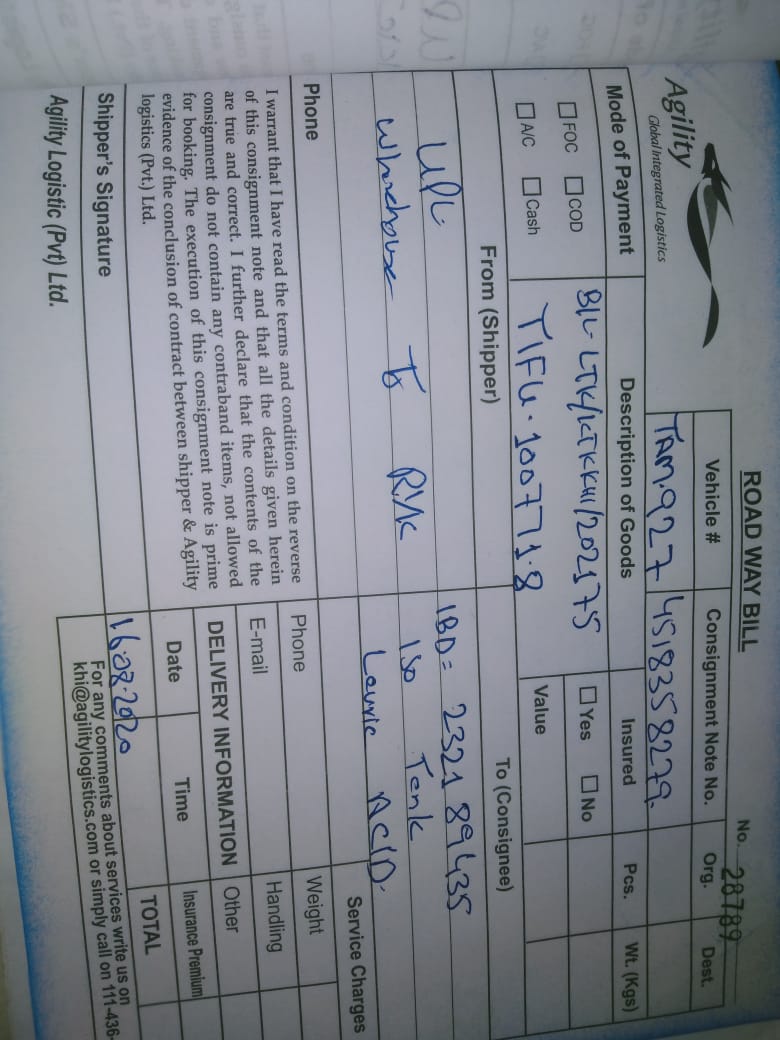 ROAD WAY BILL
No. 28789
Agility
Global Integrated Logistics
Vehicle #
Consignment Note No.
Org.
Dest.
TAM-927
4518358279
Mode of Payment
Description of Goods
Insured
Pcs.
Wt. (Kgs)
FOC
COD
B/L- LTK/KTKKHI/202175
Yes
No
A/C
Cash
TIFU-100771-8
Value
From (Shipper)
To (Consignee)
UPL
IBD= 232189435
Wharehouse To RYK
ISO Tank
Lauric ACID
Service Charges
Phone
Phone
Weight
I warrant that I have read the terms and condition on the reverse
of this consignment note and that all the details given herein
are true and correct. I further declare that the contents of the
consignment do not contain any contraband items, not allowed
for booking. The execution of this consignment note is prime
evidence of the conclusion of contract between shipper & Agility
logistics (Pvt.) Ltd.
E-mail
Handling
DELIVERY INFORMATION
Other
Date
Time
Insurance Premium
16-08-2020
TOTAL
Shipper's Signature
For any comments about services write us on
khi@agilitylogistics.com or simply call on 111-436-
Agility Logistic (Pvt) Ltd.